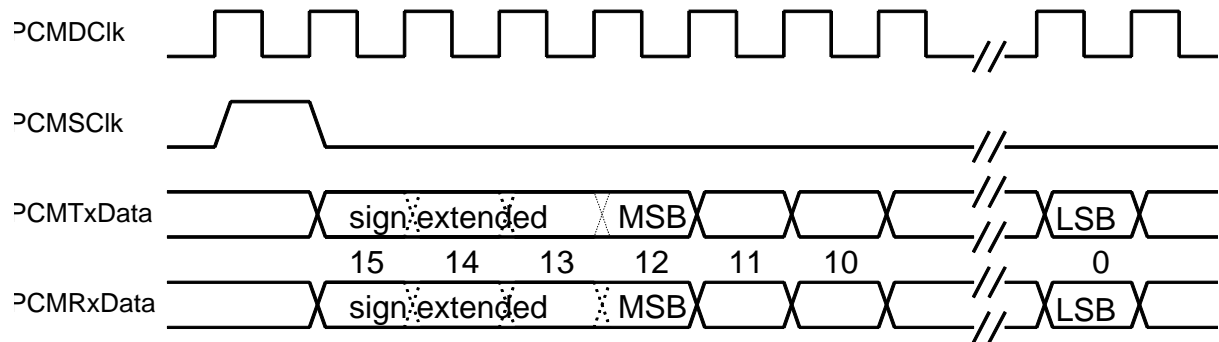 PCMDClk
PCMSClk
PCMTxData
sign extended MSB LSB
15 14 13 12 11 10 0
PCMRxData
sign extended MSB LSB